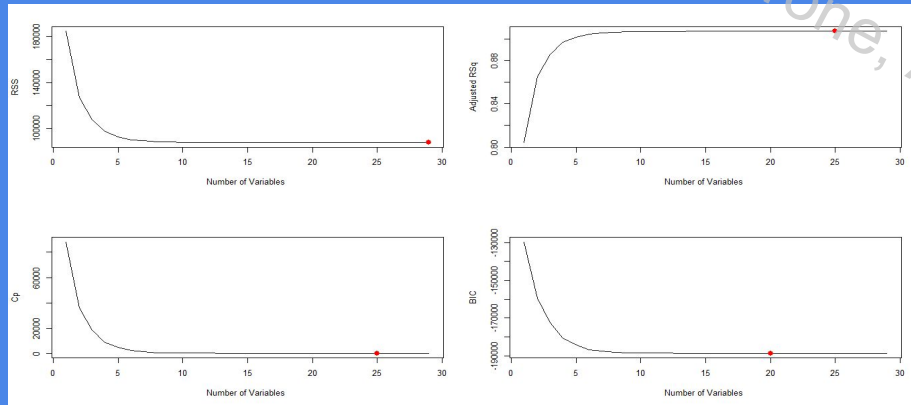 one,
RSS
100000
140000
180000
0 5 10 15 20 25 30
Number of Variables
Adjusted RSq
0.80
0.84
0.88
0 5 10 15 20 25 30
Number of Variables
Cp
0
20000
60000
0 5 10 15 20 25 30
Number of Variables
BIC
-190000
-170000
-150000
-130000
0 5 10 15 20 25 30
Number of Variables